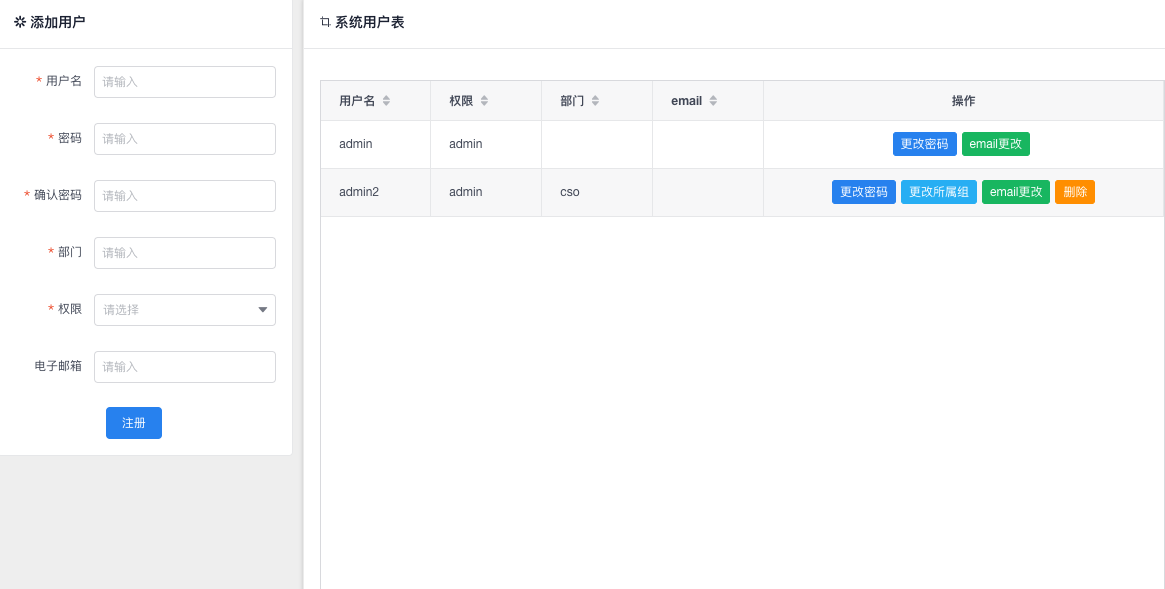 添加用户
* 用户名 请输入
* 密码 请输入
* 确认密码 请输入
* 部门 请输入
* 权限 请选择
电子邮箱 请输入
注册
系统用户表
用户名 权限 部门 email 操作
admin admin 更改密码 email更改
admin2 admin cso 更改密码 更改所属组 email更改 删除